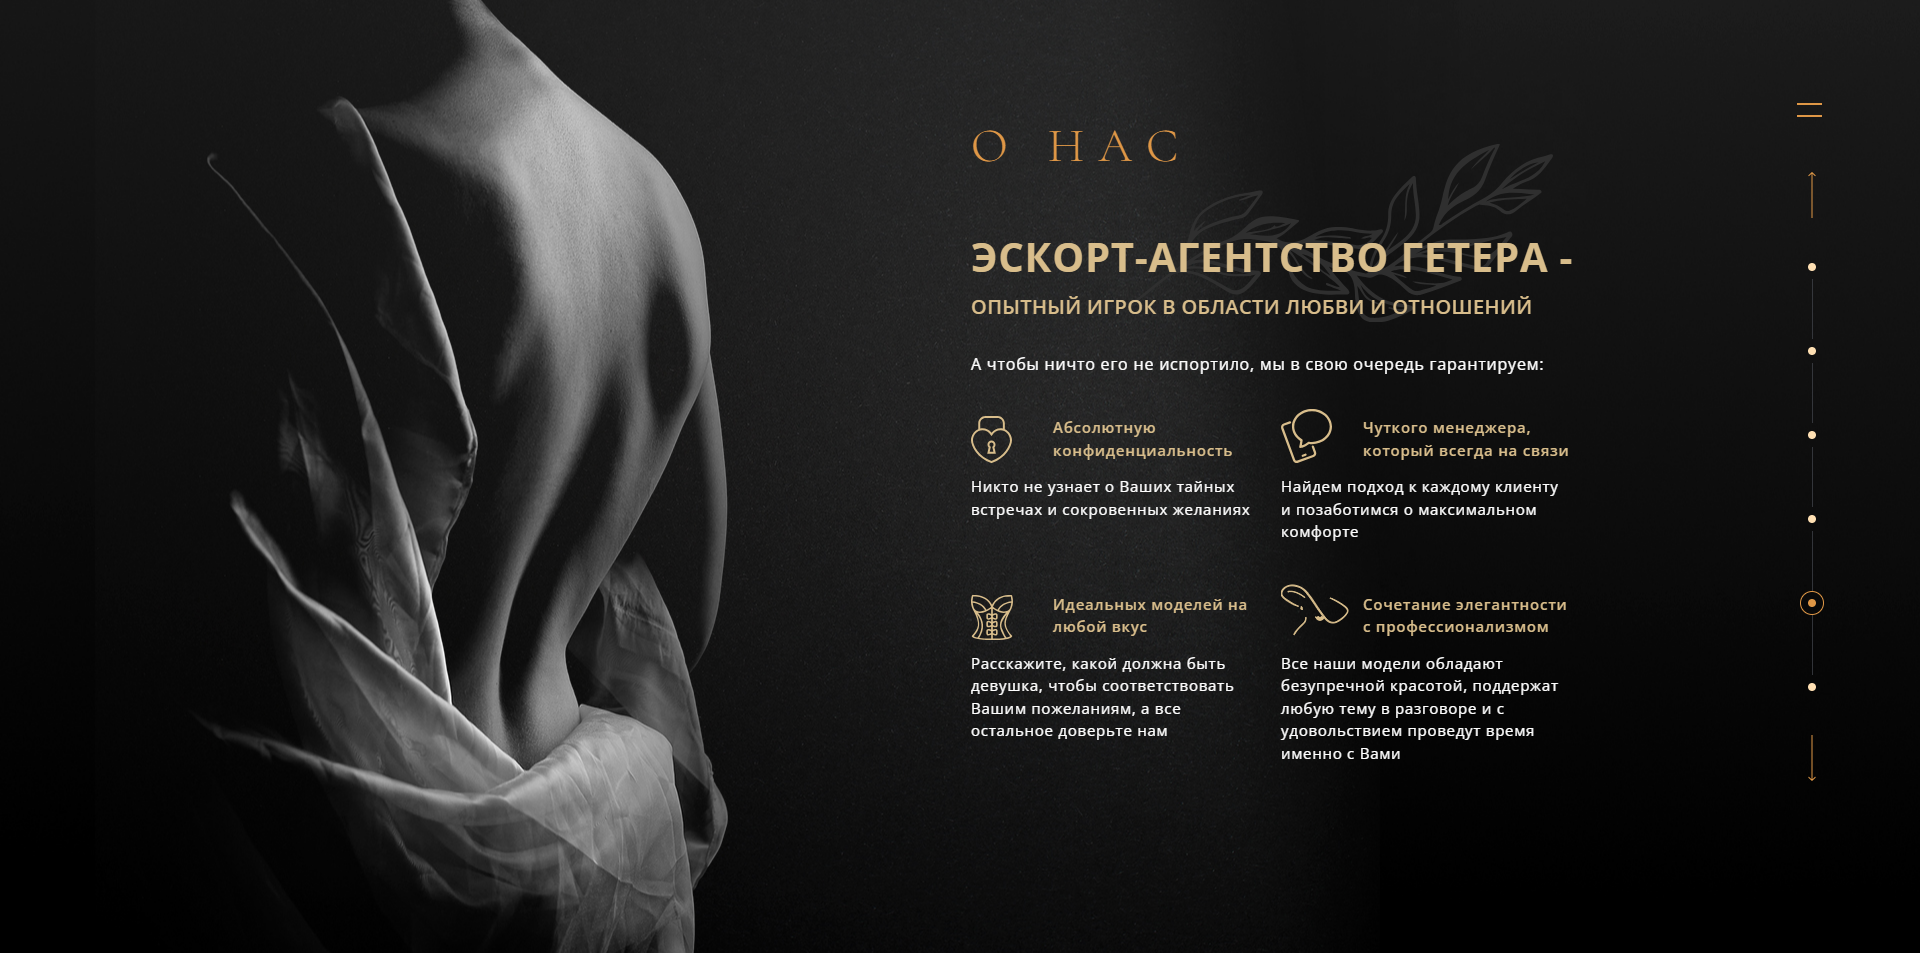 О НАС
ЭСКОРТ-АГЕНТСТВО ГЕТЕРА -
ОПЫТНЫЙ ИГРОК В ОБЛАСТИ ЛЮБВИ И ОТНОШЕНИЙ
А чтобы ничто его не испортило, мы в свою очередь гарантируем:
Абсолютную
конфиденциальность
Никто не узнает о Ваших тайных
встречах и сокровенных желаниях
Чуткого менеджера,
который всегда на связи
Найдем подход к каждому клиенту
и позаботимся о максимальном
комфорте
Идеальных моделей на
любой вкус
Расскажите, какой должна быть
девушка, чтобы соответствовать
Вашим пожеланиям, а все
остальное доверьте нам
Сочетание элегантности
с профессионализмом
Все наши модели обладают
безупречной красотой, поддержат
любую тему в разговоре и с
удовольствием проведут время
именно с Вами